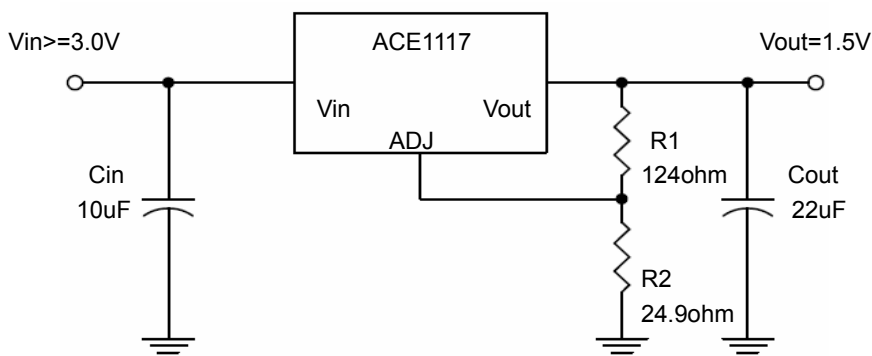 Vin>=3.0V
ACE1117
Vout=1.5V
Vin
Vout
ADJ
R1
124ohm
Cin
10uF
Cout
22uF
R2
24.9ohm